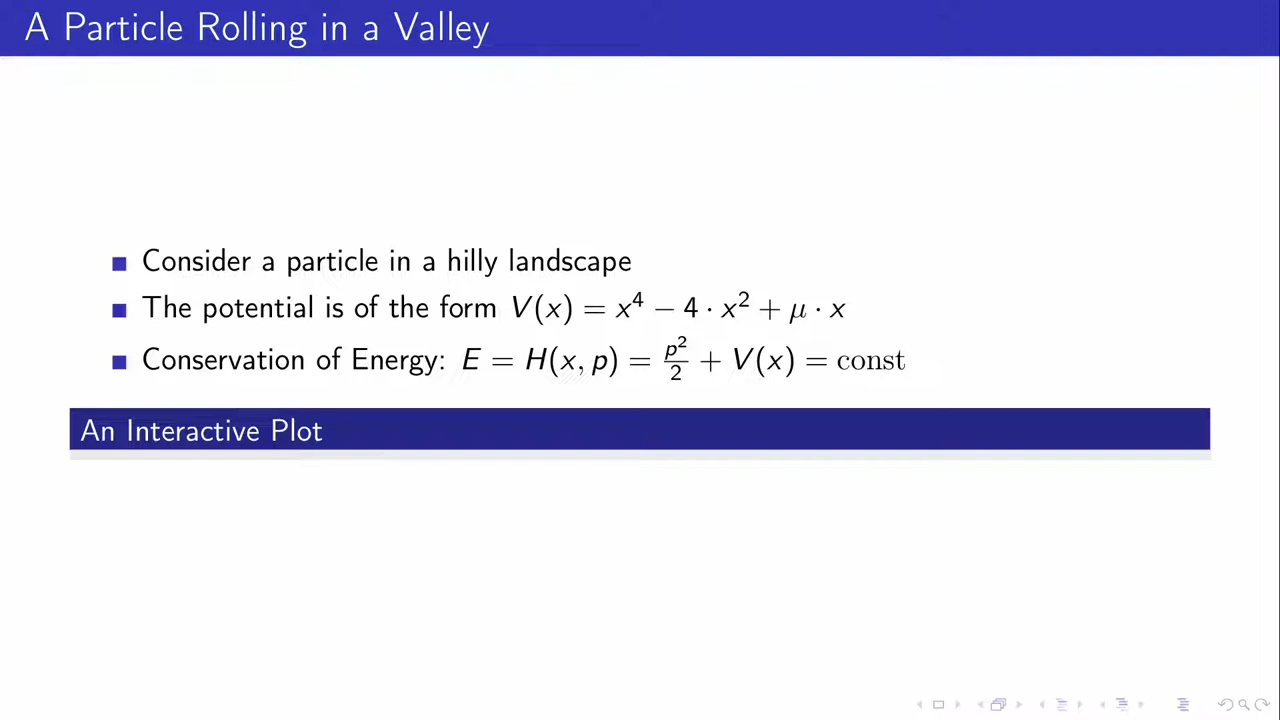 A Particle Rolling in a Valley
Consider a particle in a hilly landscape
The potential is of the form V(x) = x⁴ − 4 · x² + μ · x
Conservation of Energy: E = H(x, p) = p²/2 + V(x) = const
An Interactive Plot